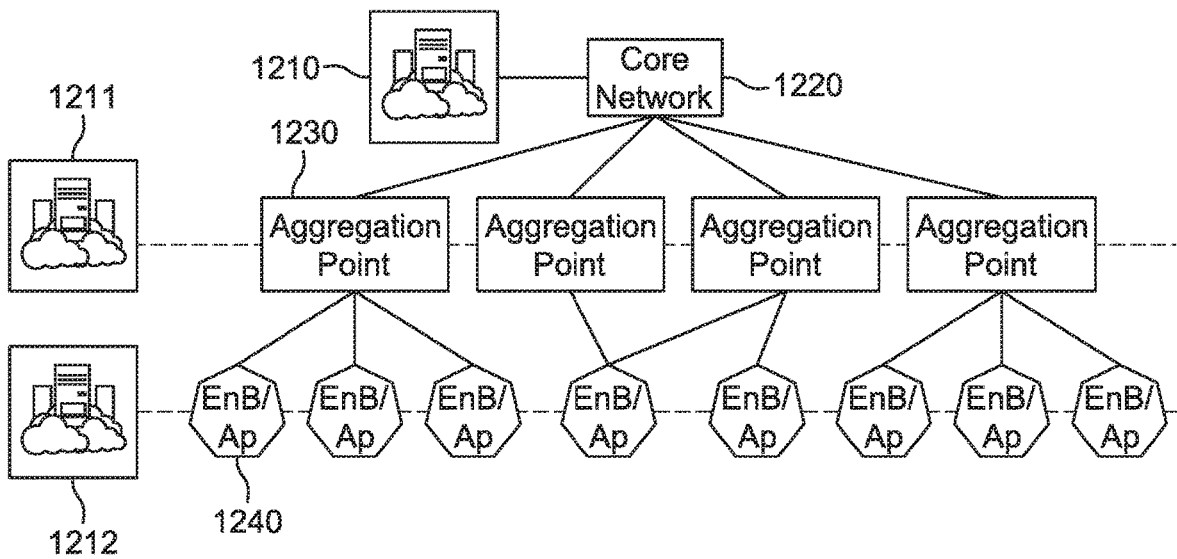 1210
Core
Network
1220
1211
1230
Aggregation
Point
Aggregation
Point
Aggregation
Point
Aggregation
Point
EnB/
Ap
EnB/
Ap
EnB/
Ap
EnB/
Ap
EnB/
Ap
EnB/
Ap
EnB/
Ap
EnB/
Ap
1212
1240